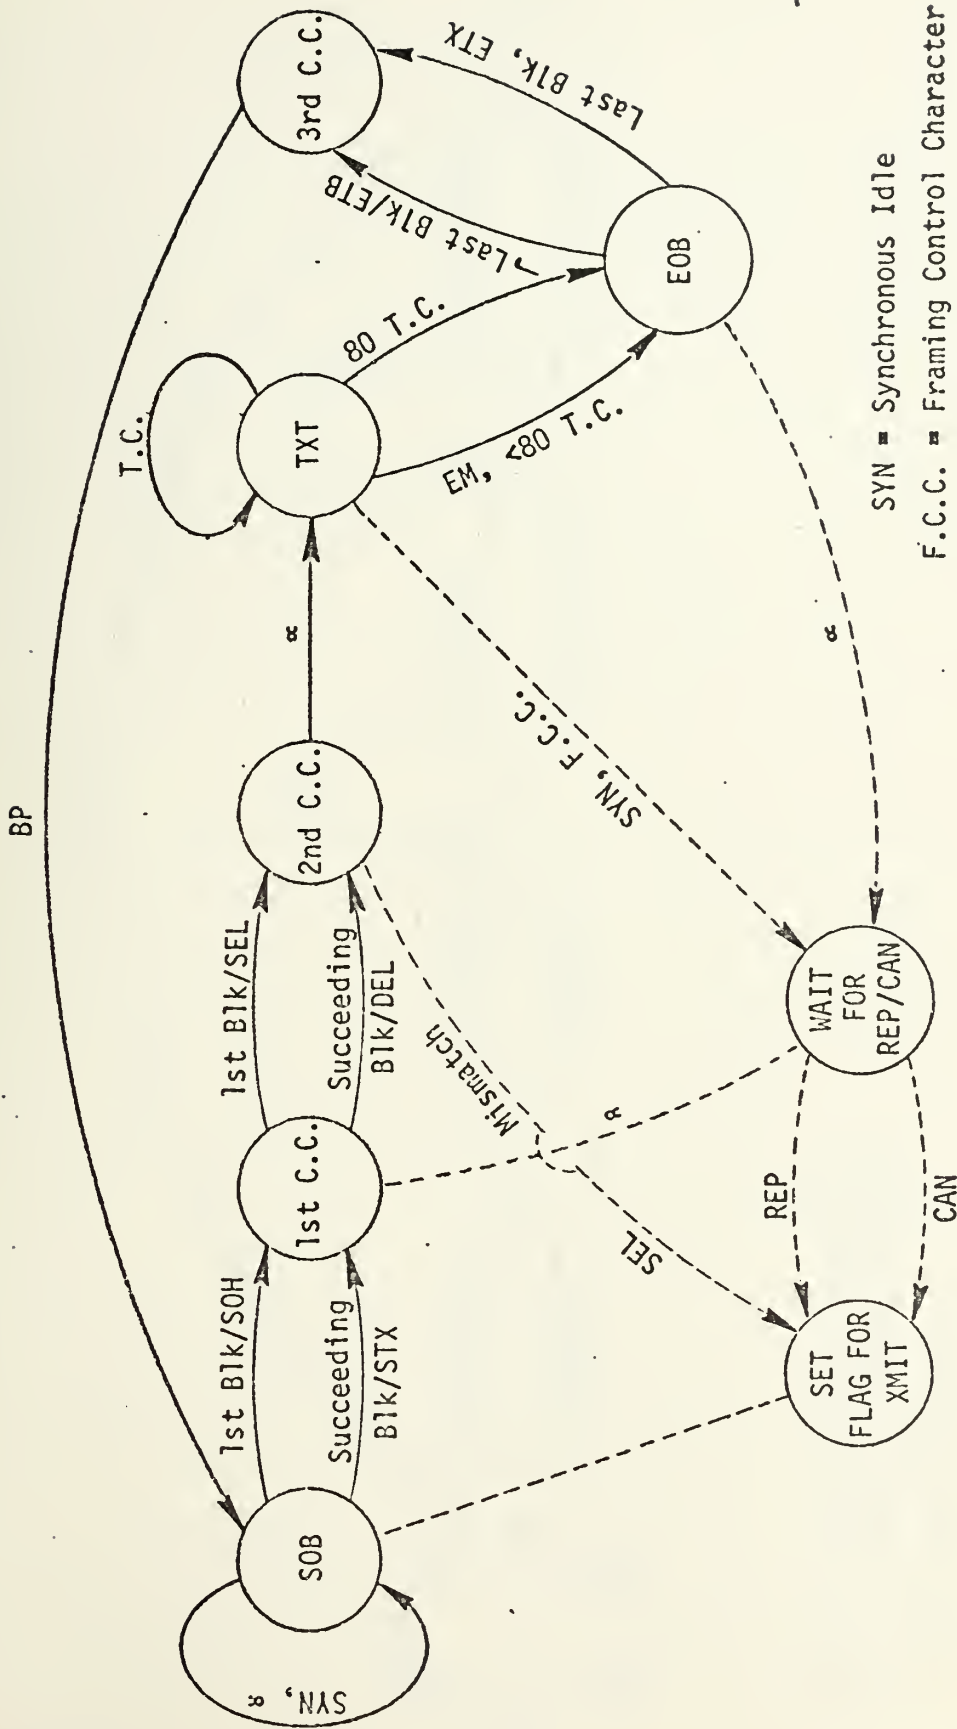 BP
T.C.
SYN, ∝
SOB
1st Blk/SOH
Succeeding
Blk/STX
1st C.C.
1st Blk/SEL
Succeeding
Blk/DEL
2nd C.C.
∝
TXT
80 T.C.
EM, <80 T.C.
¬Last Blk/ETB
3rd C.C.
Last Blk, ETX
EOB
Mismatch
SYN, F.C.C.
∝
∝
SEL
SET
FLAG FOR
XMIT
REP
CAN
WAIT
FOR
REP/CAN
SYN = Synchronous Idle
F.C.C. = Framing Control Character